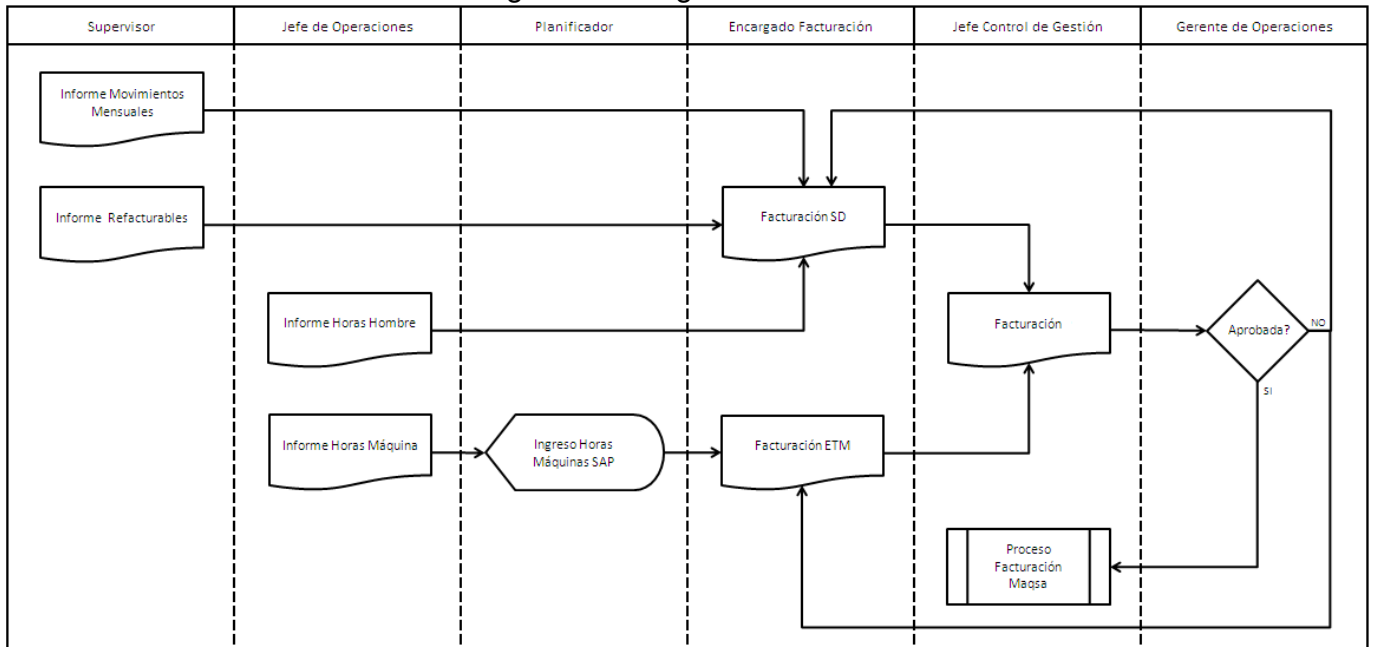 Supervisor
Jefe de Operaciones
Planificador
Encargado Facturación
Jefe Control de Gestión
Gerente de Operaciones
Informe Movimientos
Mensuales
Informe Refacturables
Facturación SD
Informe Horas Hombre
Facturación
Aprobada?
NO
SI
Informe Horas Máquina
Ingreso Horas
Máquinas SAP
Facturación ETM
Proceso
Facturación
Maqsa